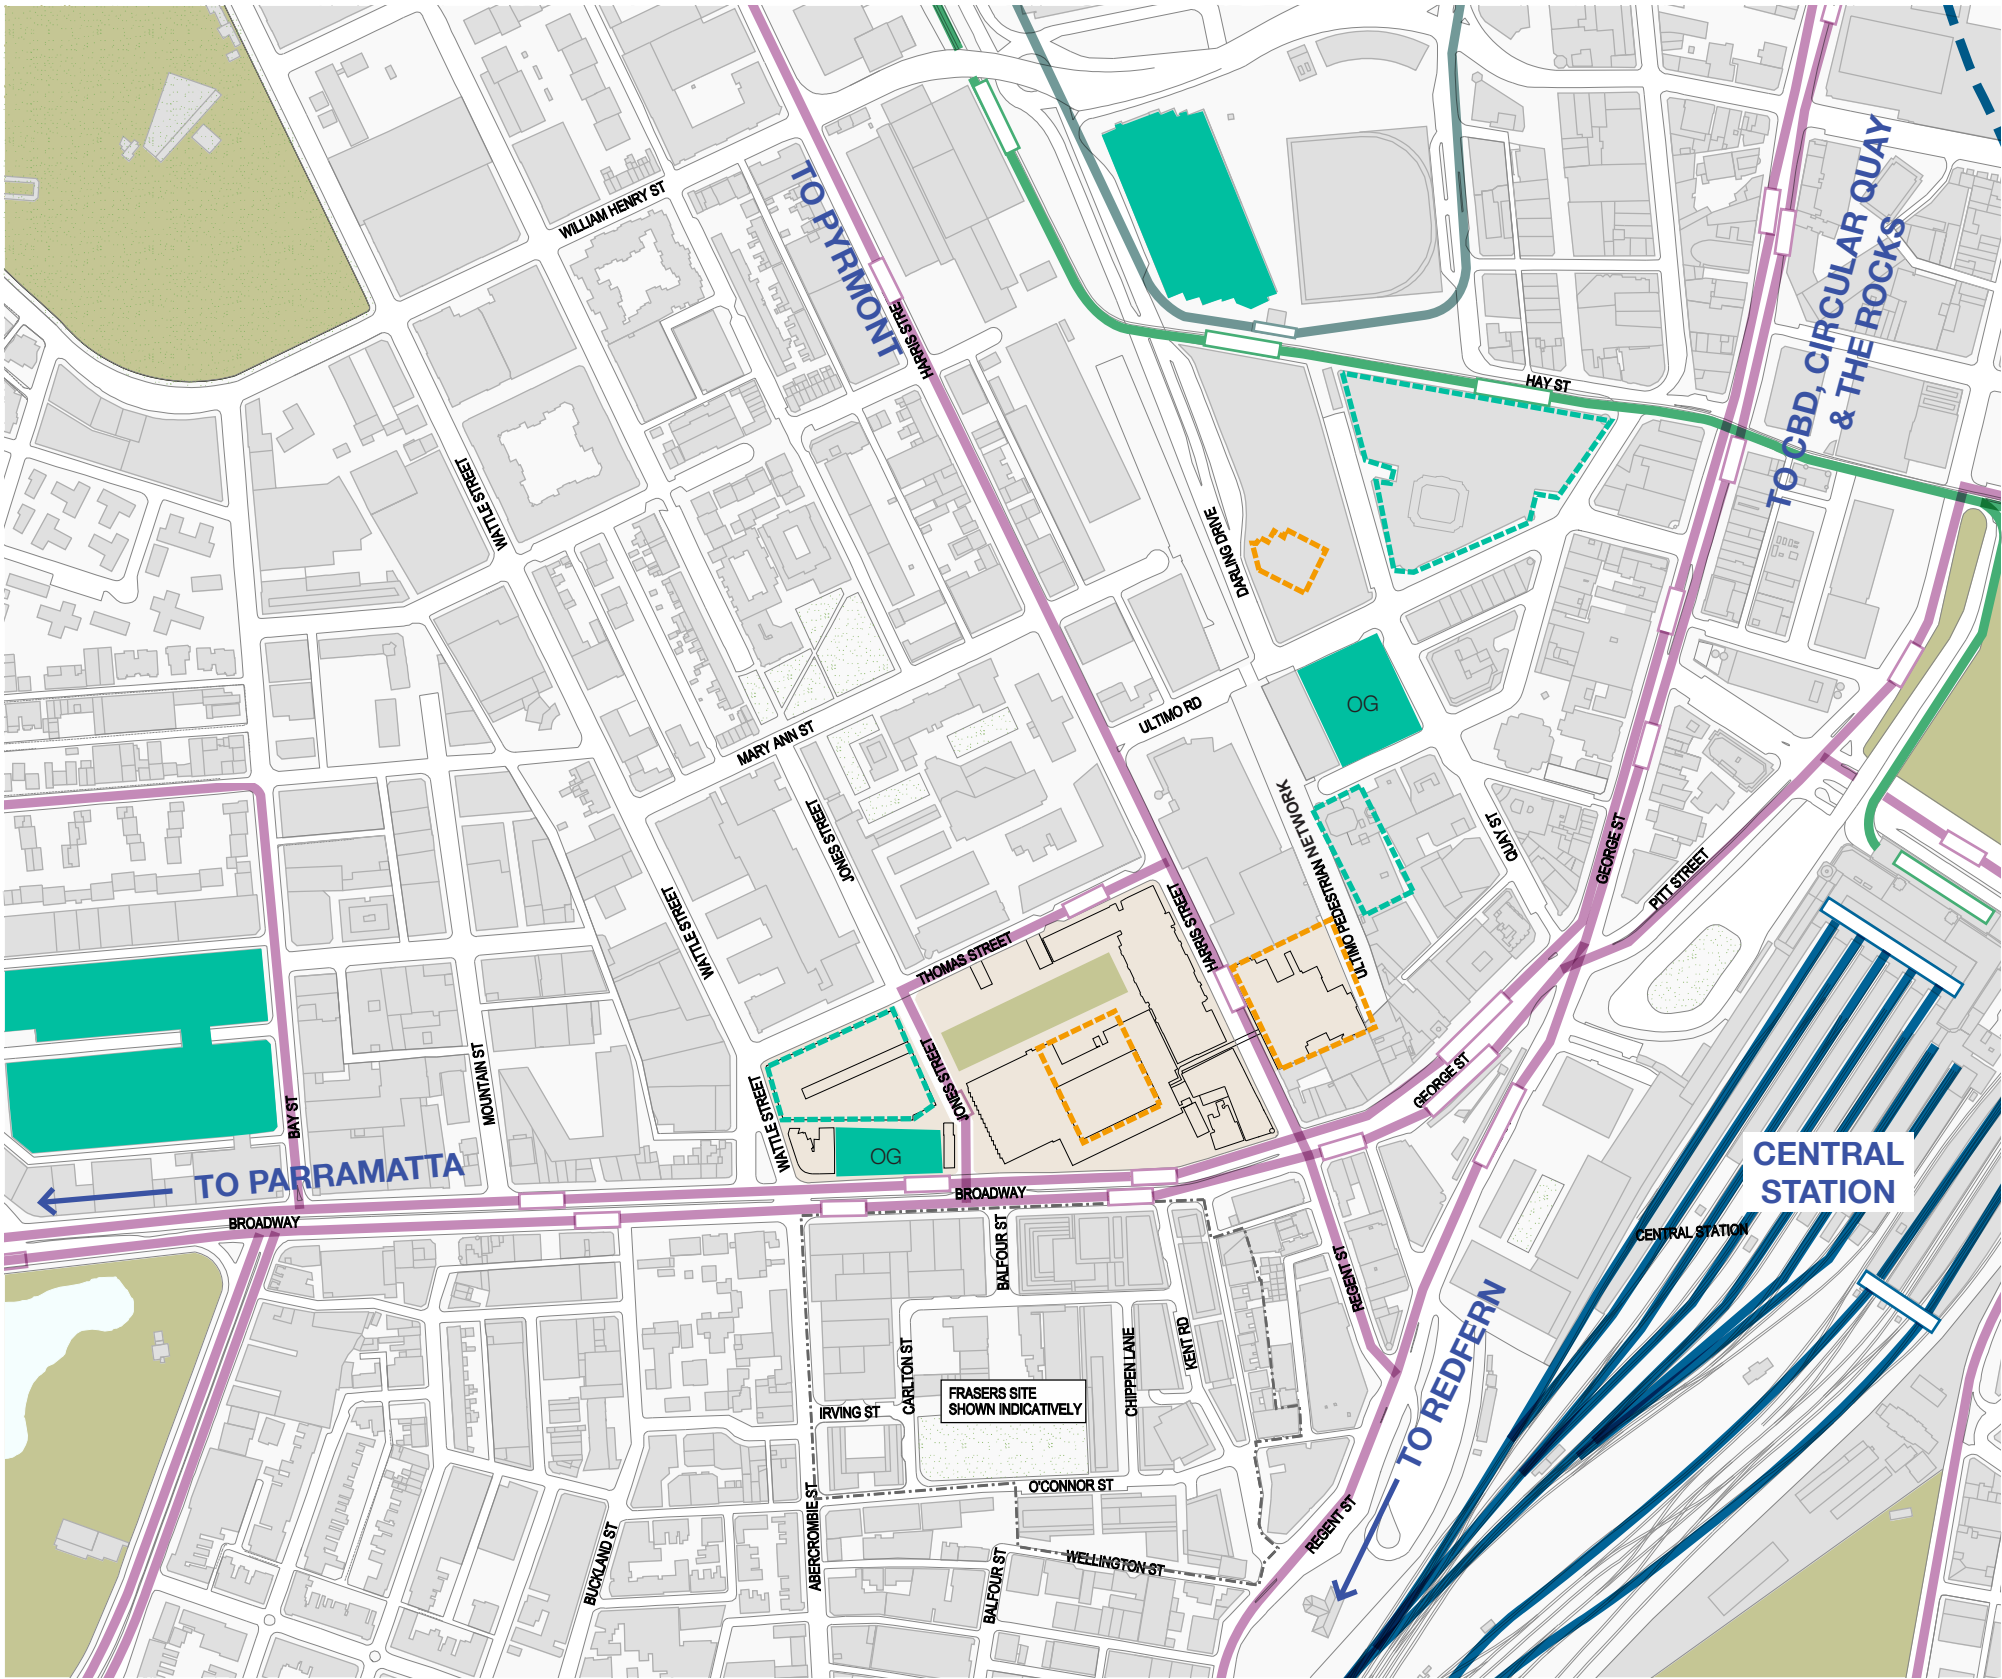 WILLIAM HENRY ST
TO PYRMONT
HARRIS STRE
TO CBD, CIRCULAR QUAY
& THE ROCKS
HAY ST
WATTLE STREET
DARLING DRIVE
ULTIMO RD
OG
MARY ANN ST
JONES STREET
ULTIMO PEDESTRIAN NETWORK
QUAY ST
GEORGE ST
PITT STREET
WATTLE STREET
THOMAS STREET
HARRIS STREET
JONES STREET
WATTLE STREET
MOUNTAIN ST
BAY ST
OG
GEORGE ST
TO PARRAMATTA
BROADWAY
BROADWAY
CENTRAL
STATION
CENTRAL STATION
BALFOUR ST
REGENT ST
TO REDFERN
KENT RD
CHIPPEN LANE
CARLTON ST
FRASERS SITE
SHOWN INDICATIVELY
IRVING ST
O'CONNOR ST
ABERCROMBIE ST
REGENT ST
BUCKLAND ST
BALFOUR ST
WELLINGTON ST